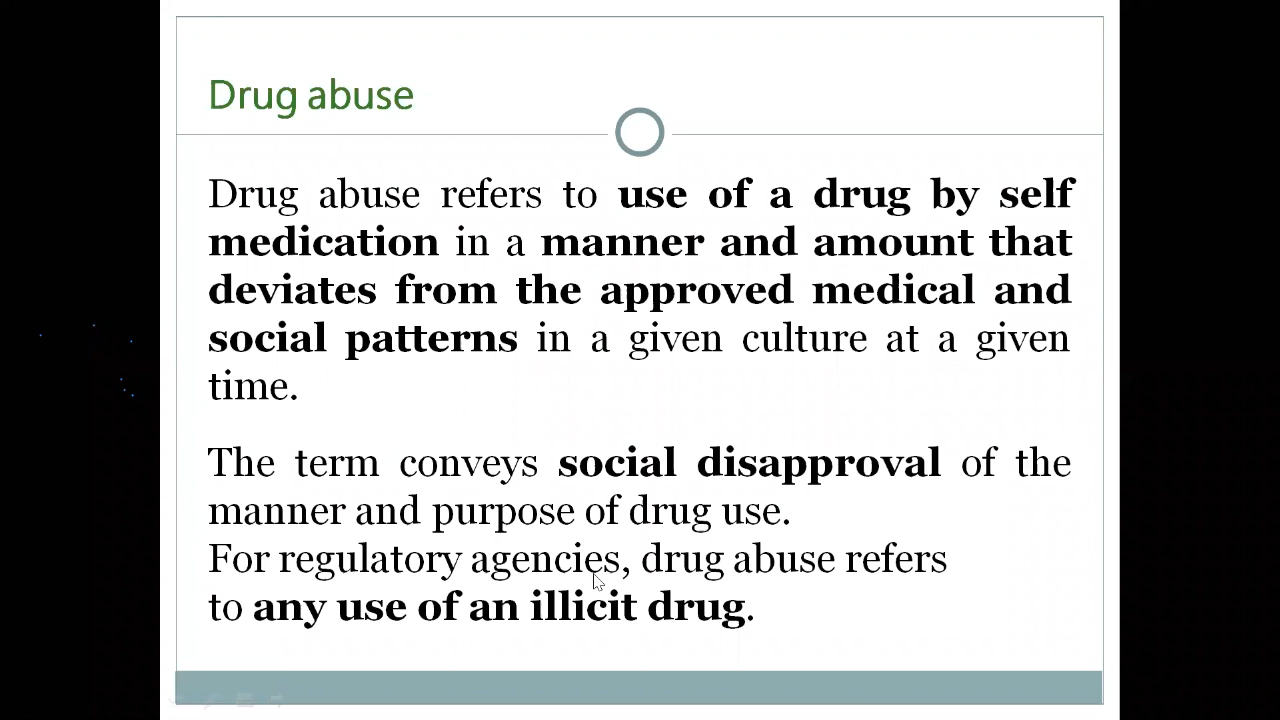 Drug abuse
Drug abuse refers to use of a drug by self
medication in a manner and amount that
deviates from the approved medical and
social patterns in a given culture at a given
time.
The term conveys social disapproval of the
manner and purpose of drug use.
For regulatory agencies, drug abuse refers
to any use of an illicit drug.